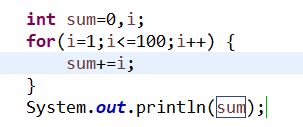 int sum=0,i;
for(i=1;i<=100;i++) {
    sum+=i;
}
System.out.println(sum);